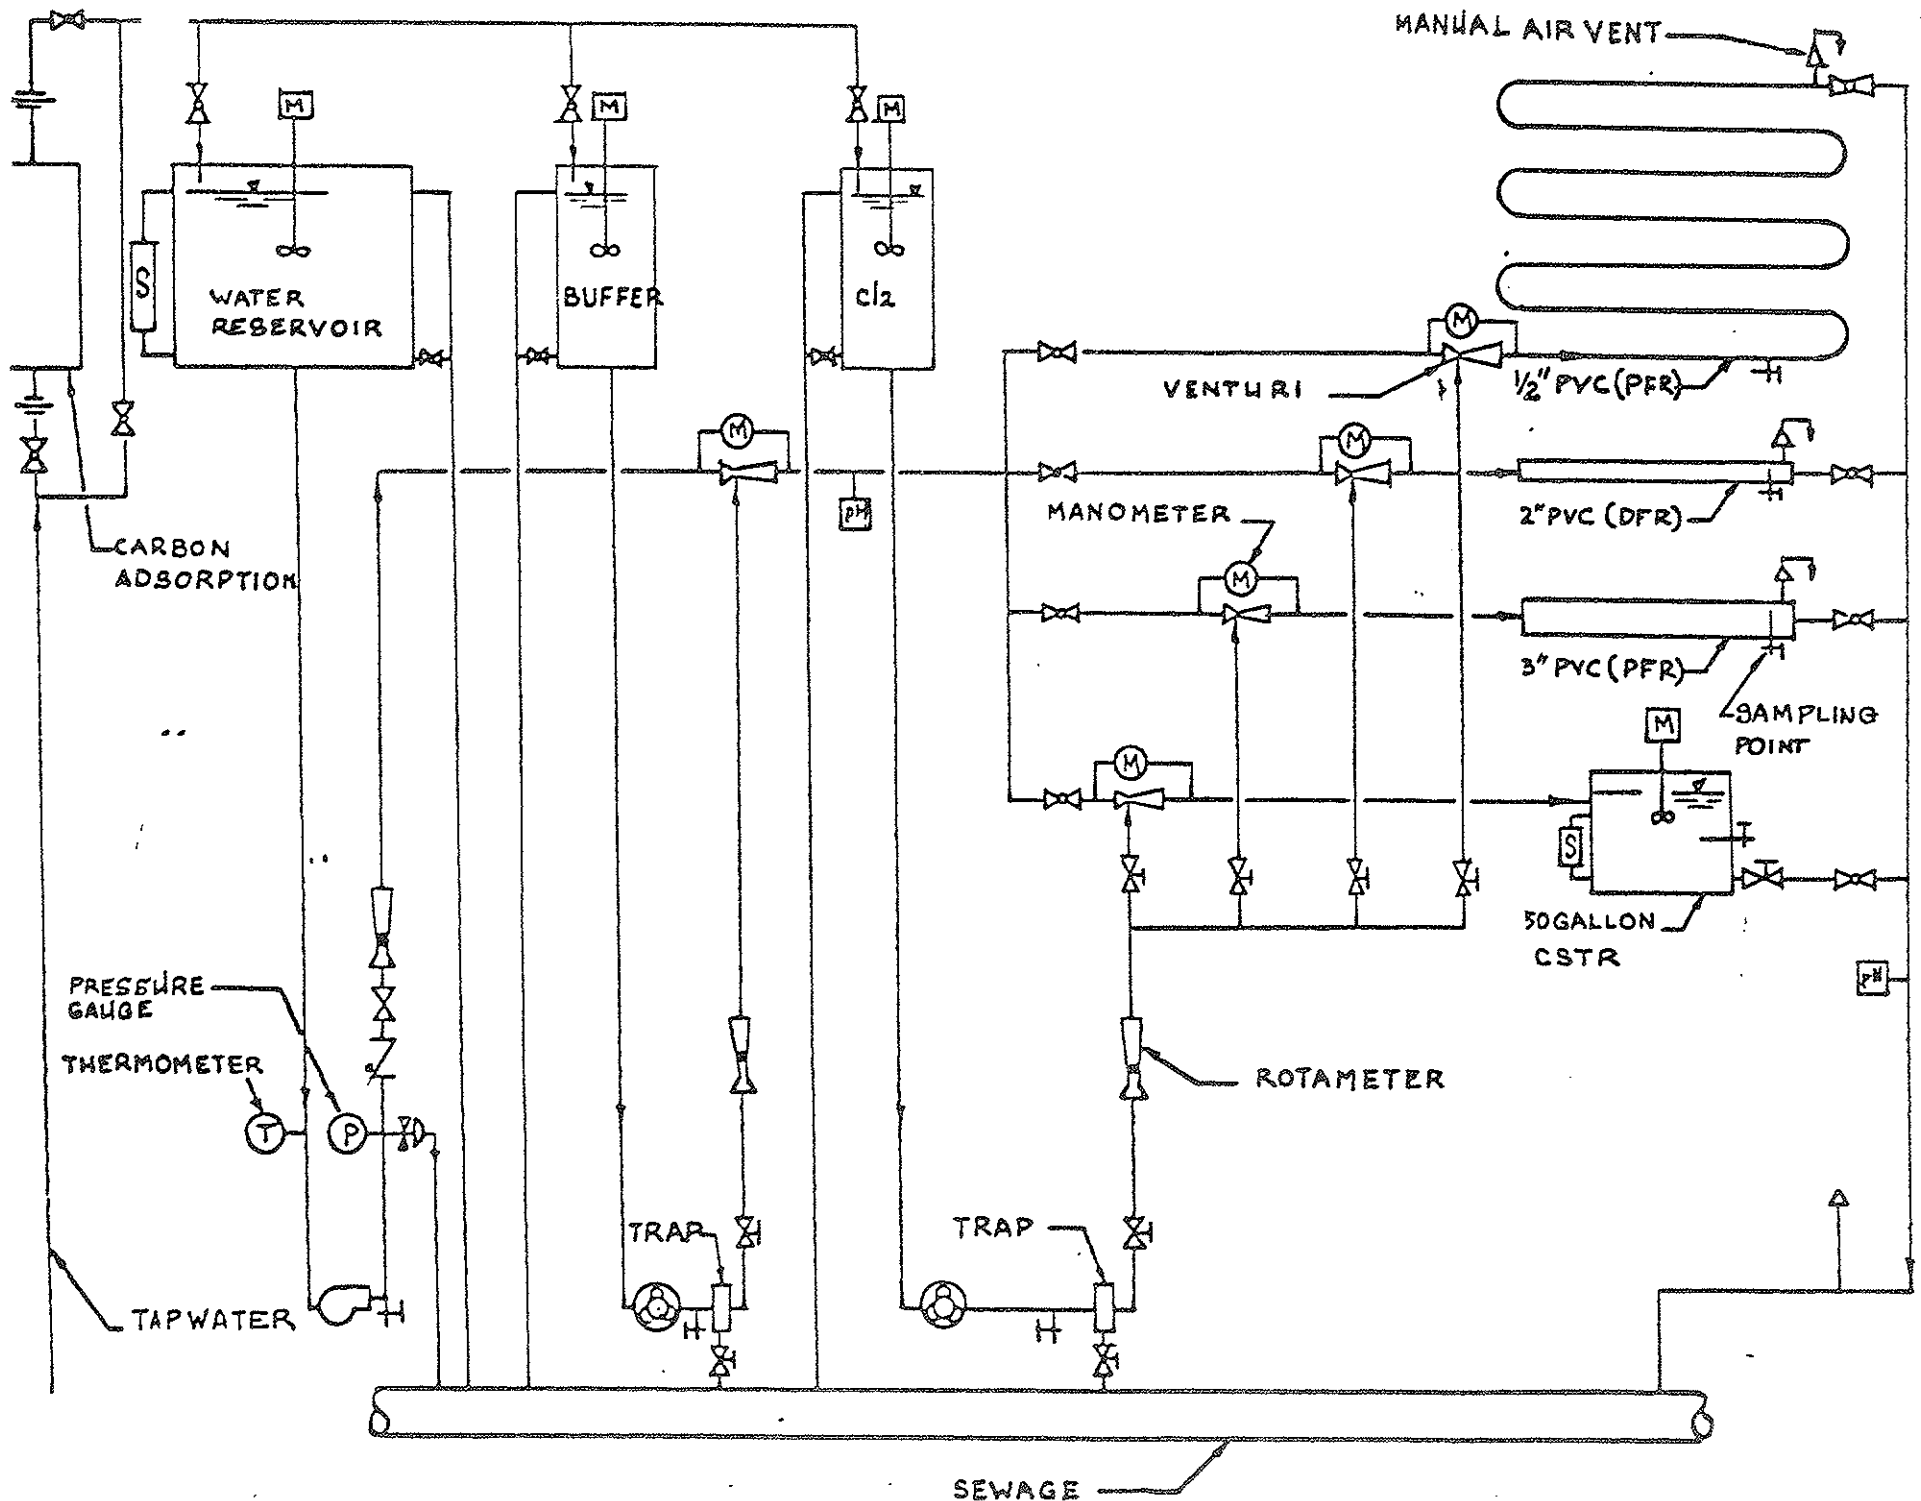 MANUAL AIR VENT
M
M
M
S
WATER
RESERVOIR
BUFFER
Cl2
M
VENTURI
1/2" PVC (PFR)
M
M
pH
2" PVC (DFR)
MANOMETER
CARBON
ADSORPTION
M
3" PVC (PFR)
SAMPLING
POINT
M
M
S
50 GALLON
CSTR
PRESSURE
GAUGE
pH
THERMOMETER
ROTAMETER
T
P
TRAP
TRAP
TAPWATER
SEWAGE